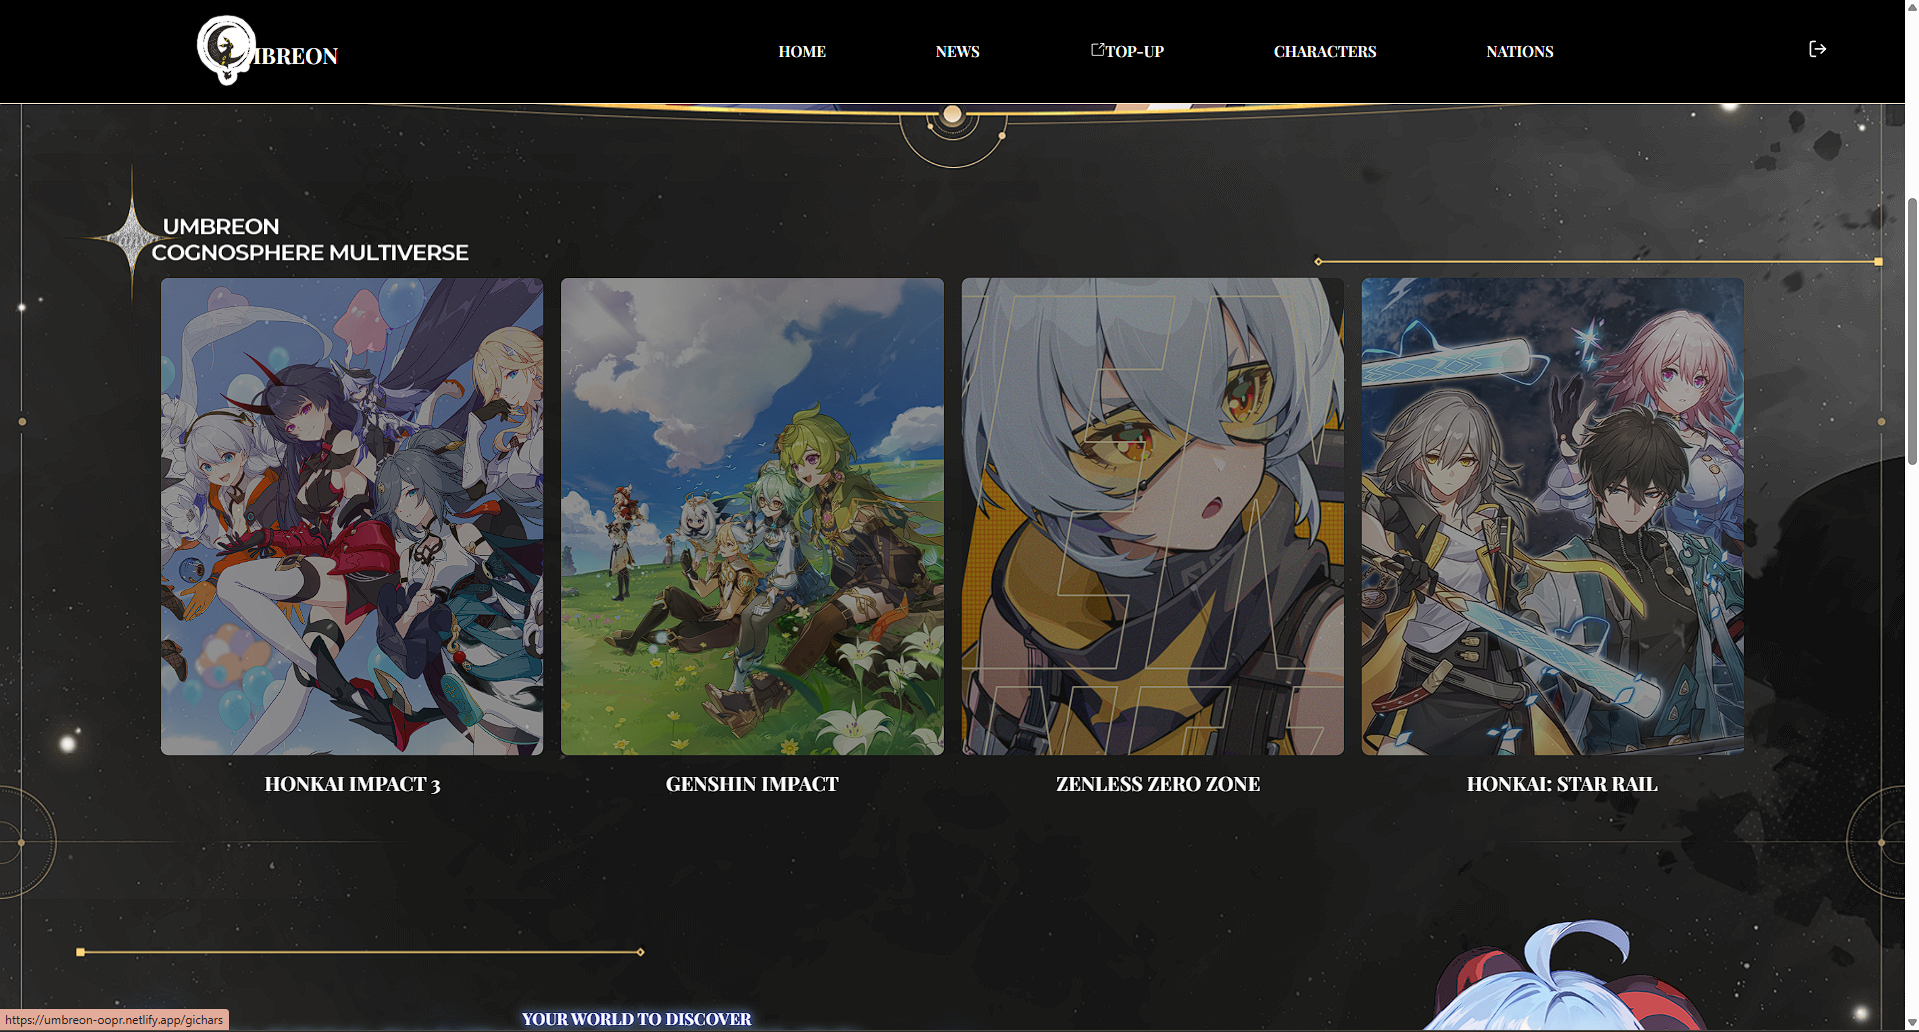 MBREON
HOME
NEWS
TOP-UP
CHARACTERS
NATIONS
UMBREON
COGNOSPHERE MULTIVERSE
HONKAI IMPACT 3
GENSHIN IMPACT
ZENLESS ZERO ZONE
HONKAI: STAR RAIL
YOUR WORLD TO DISCOVER
https://umbreon-oopr.netlify.app/gichars